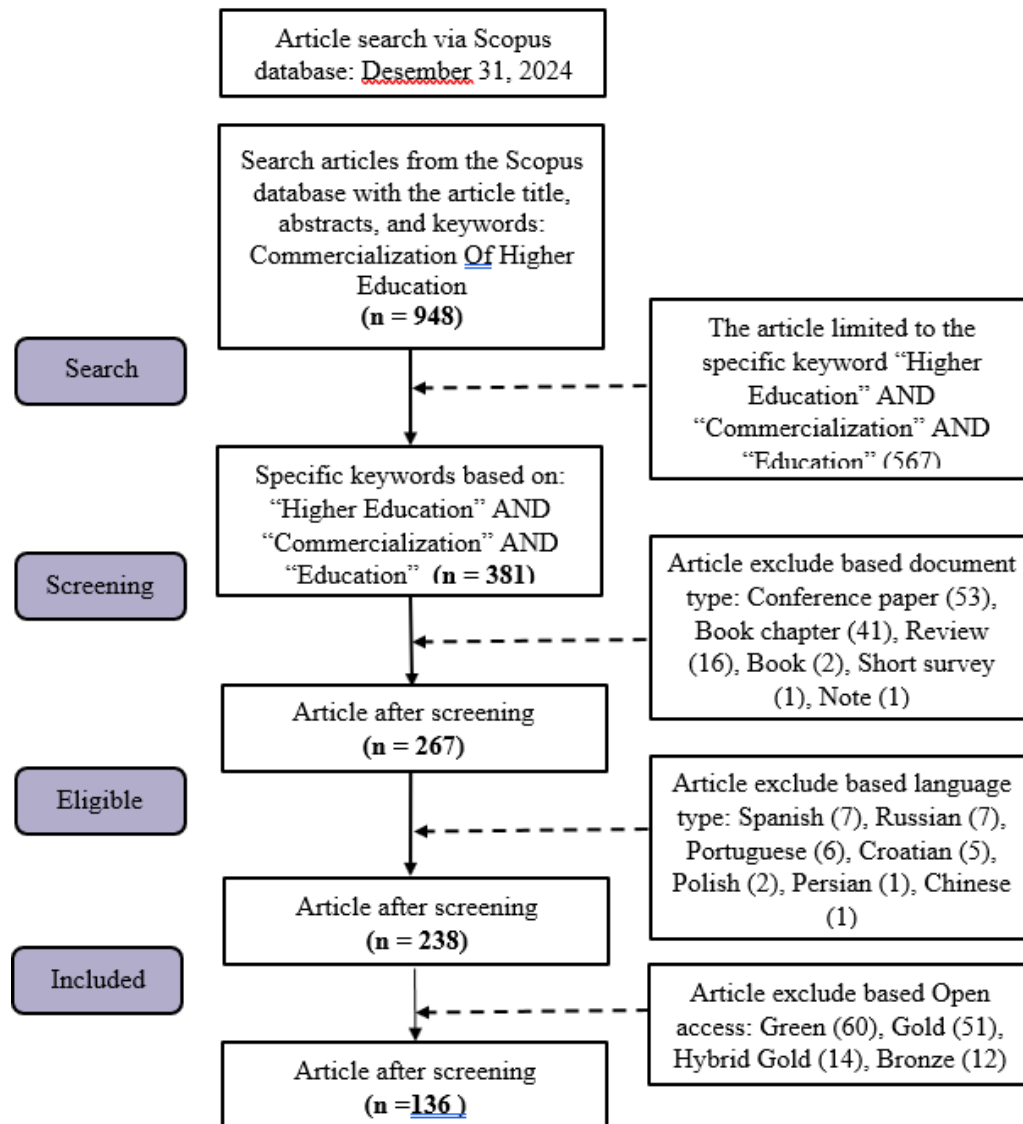 Article search via Scopus
database: Desember 31, 2024
Search articles from the Scopus
database with the article title,
abstracts, and keywords:
Commercialization Of Higher
Education
(n = 948)
The article limited to the
specific keyword “Higher
Education” AND
“Commercialization” AND
“Education” (567)
Search
Specific keywords based on:
“Higher Education” AND
“Commercialization” AND
“Education” (n = 381)
Screening
Article exclude based document
type: Conference paper (53),
Book chapter (41), Review
(16), Book (2), Short survey
(1), Note (1)
Article after screening
(n = 267)
Eligible
Article exclude based language
type: Spanish (7), Russian (7),
Portuguese (6), Croatian (5),
Polish (2), Persian (1), Chinese
(1)
Article after screening
(n = 238)
Included
Article exclude based Open
access: Green (60), Gold (51),
Hybrid Gold (14), Bronze (12)
Article after screening
(n =136 )